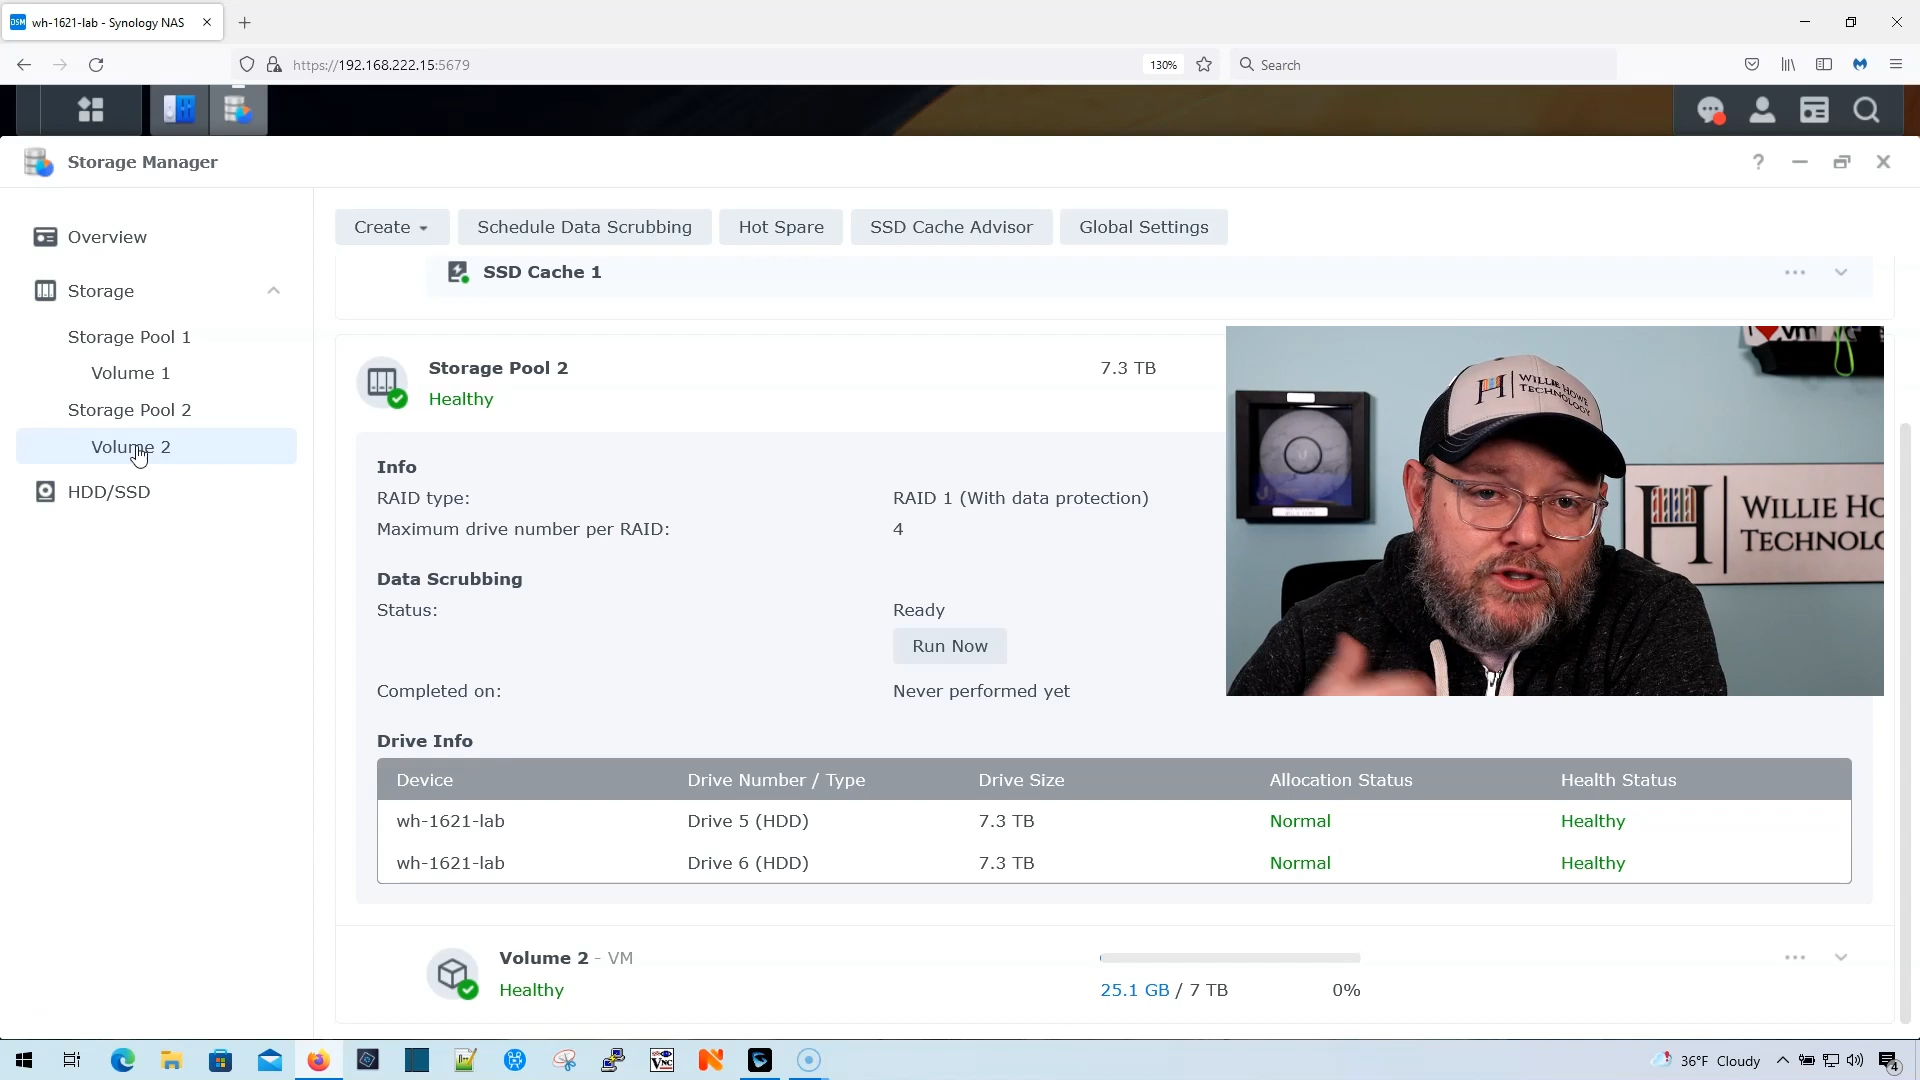 wh-1621-lab - Synology NAS
https://192.168.222.15:5679
130%
Search
Storage Manager
Overview
Storage
Storage Pool 1
Volume 1
Storage Pool 2
Volume 2
HDD/SSD
Create
Schedule Data Scrubbing
Hot Spare
SSD Cache Advisor
Global Settings
SSD Cache 1
Storage Pool 2
7.3 TB
Healthy
Info
RAID type:
RAID 1 (With data protection)
Maximum drive number per RAID:
4
Data Scrubbing
Status:
Ready
Run Now
Completed on:
Never performed yet
Drive Info
Device
Drive Number / Type
Drive Size
Allocation Status
Health Status
wh-1621-lab
Drive 5 (HDD)
7.3 TB
Normal
Healthy
wh-1621-lab
Drive 6 (HDD)
7.3 TB
Normal
Healthy
Volume 2 - VM
Healthy
25.1 GB / 7 TB
0%
WILLIE HOWE
TECHNOLOGY
WILLIE HO
TECHNOLO
vm
36°F Cloudy
4